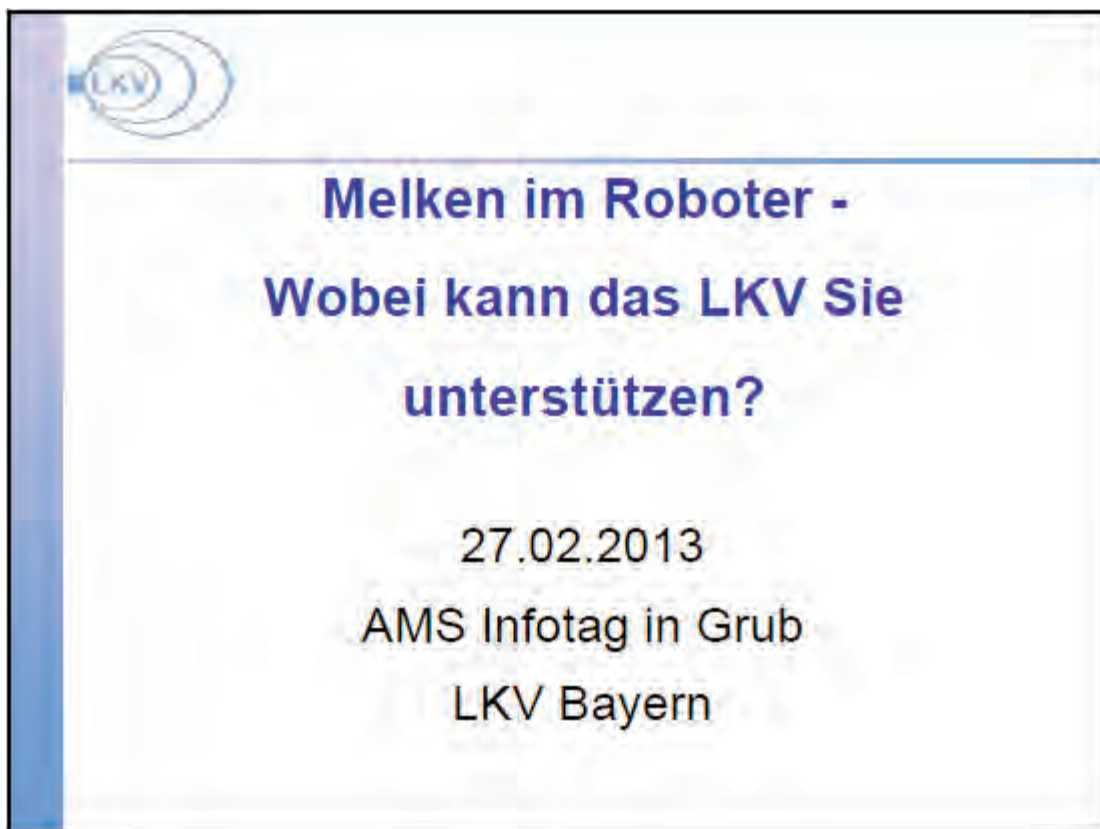 LKV
Melken im Roboter -
Wobei kann das LKV Sie
unterstützen?
27.02.2013
AMS Infotag in Grub
LKV Bayern